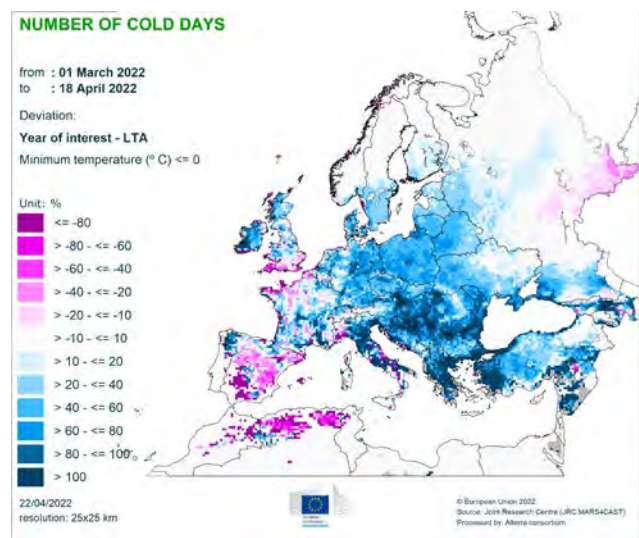 NUMBER OF COLD DAYS
from : 01 March 2022
to : 18 April 2022
Deviation:
Year of interest - LTA
Minimum temperature (º C) <= 0
Unit: %
<= -80
> -80 - <= -60
> -60 - <= -40
> -40 - <= -20
> -20 - <= -10
> -10 - <= 10
> 10 - <= 20
> 20 - <= 40
> 40 - <= 60
> 60 - <= 80
> 80 - <= 100
> 100
22/04/2022
resolution: 25x25 km
© European Union 2022
Source: Joint Research Centre (JRC MARS4CAST)
Processed by: Alterra consortium